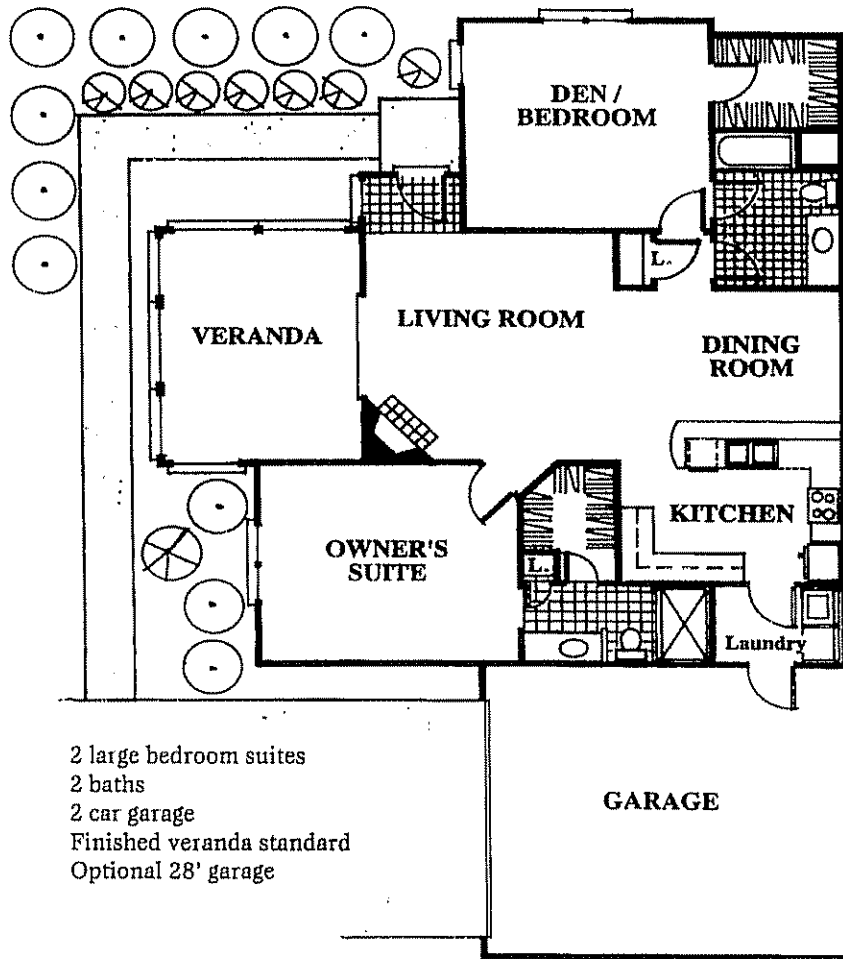 DEN /
BEDROOM
L.
VERANDA
LIVING ROOM
DINING
ROOM
KITCHEN
OWNER'S
SUITE
L.
Laundry
2 large bedroom suites
2 baths
2 car garage
Finished veranda standard
Optional 28' garage
GARAGE